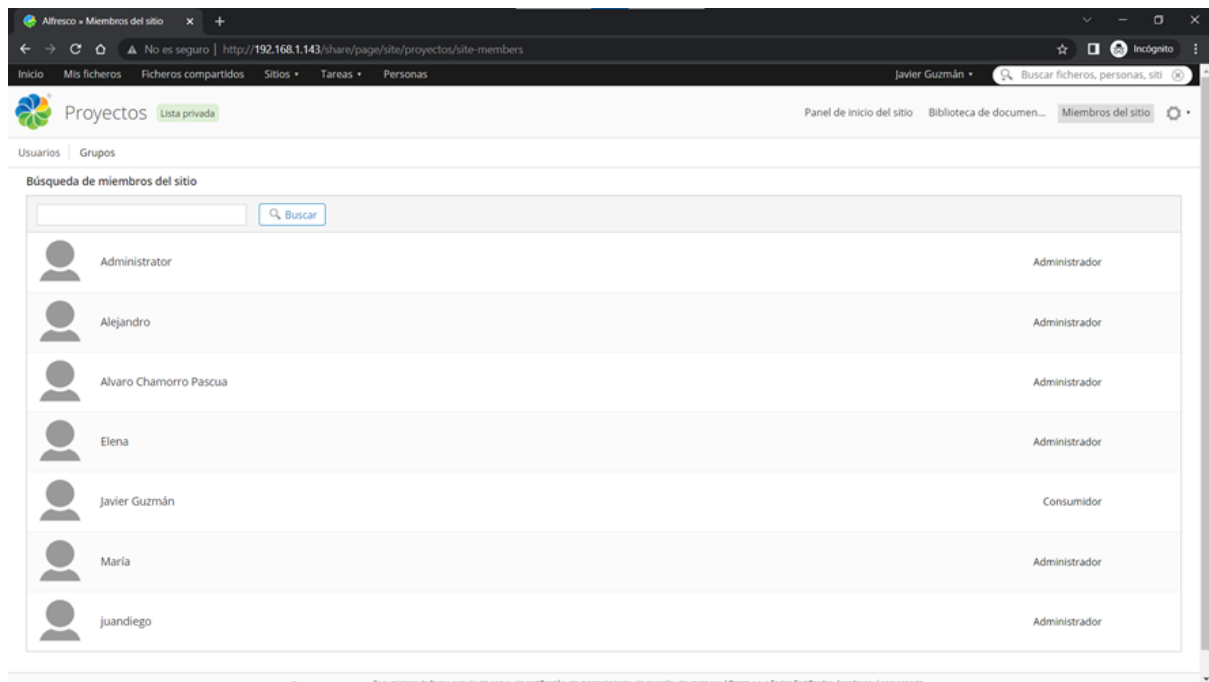 Alfresco » Miembros del sitio
No es seguro | http://192.168.1.143/share/page/site/proyectos/site-members
Incógnito
Inicio Mis ficheros Ficheros compartidos Sitios Tareas Personas Javier Guzmán Buscar ficheros, personas, siti
Proyectos Lista privada Panel de inicio del sitio Biblioteca de documen... Miembros del sitio
Usuarios Grupos
Búsqueda de miembros del sitio
Buscar
Administrator Administrador
Alejandro Administrador
Alvaro Chamorro Pascua Administrador
Elena Administrador
Javier Guzmán Consumidor
María Administrador
juandiego Administrador